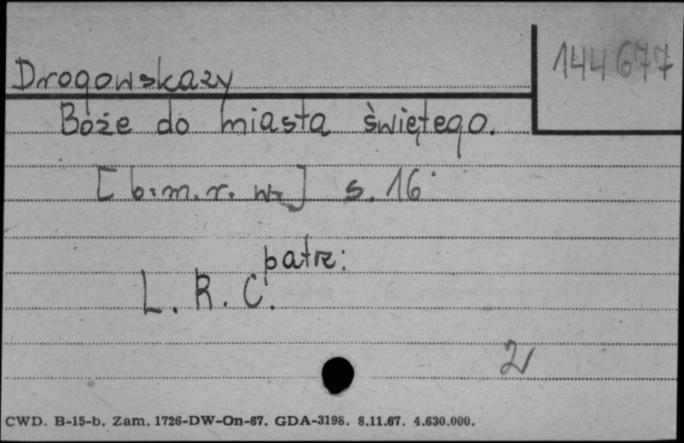 144677
Drogowskazy
Boże do miasta świętego.
[b.m.r. w.] s. 16
patrz:
L. R. C.
2
CWD. B-15-b. Zam. 1726-DW-On-67. GDA-3198. 8.11.67. 4.630.000.